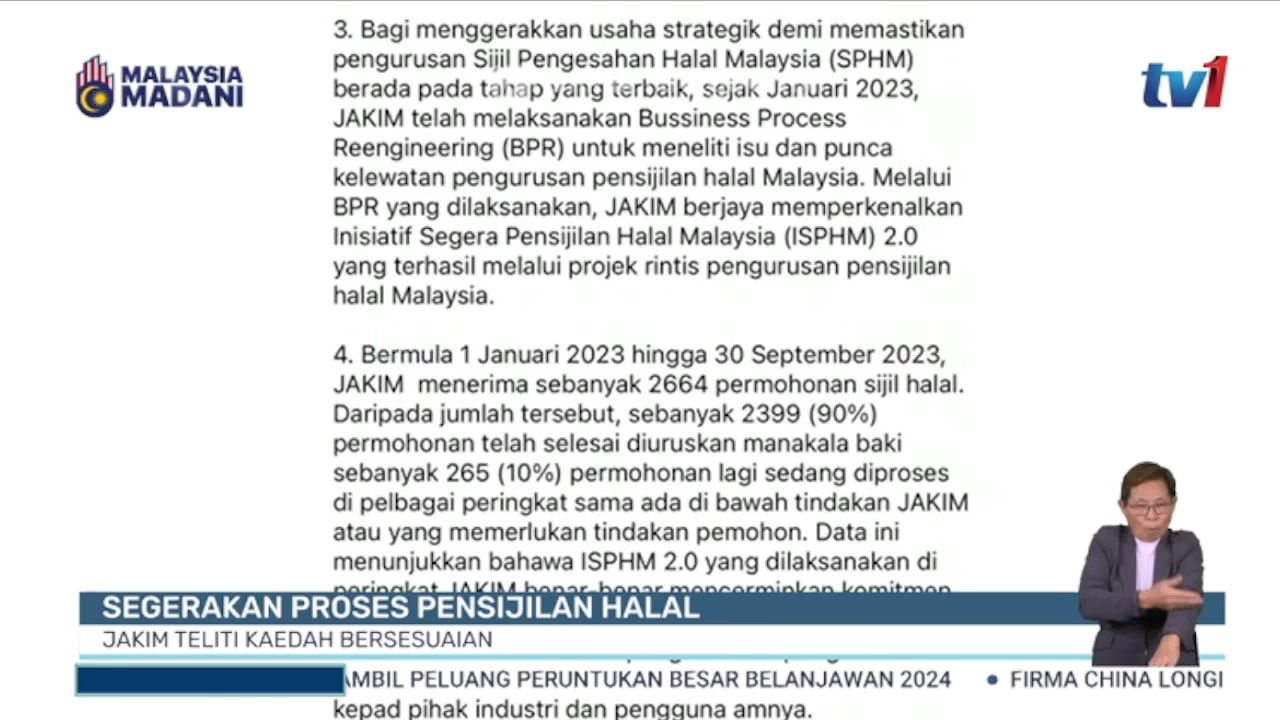 MALAYSIA
MADANI
tv1
3. Bagi menggerakkan usaha strategik demi memastikan
pengurusan Sijil Pengesahan Halal Malaysia (SPHM)
berada pada tahap yang terbaik, sejak Januari 2023,
JAKIM telah melaksanakan Bussiness Process
Reengineering (BPR) untuk meneliti isu dan punca
kelewatan pengurusan pensijilan halal Malaysia. Melalui
BPR yang dilaksanakan, JAKIM berjaya memperkenalkan
Inisiatif Segera Pensijilan Halal Malaysia (ISPHM) 2.0
yang terhasil melalui projek rintis pengurusan pensijilan
halal Malaysia.
4. Bermula 1 Januari 2023 hingga 30 September 2023,
JAKIM menerima sebanyak 2664 permohonan sijil halal.
Daripada jumlah tersebut, sebanyak 2399 (90%)
permohonan telah selesai diuruskan manakala baki
sebanyak 265 (10%) permohonan lagi sedang diproses
di pelbagai peringkat sama ada di bawah tindakan JAKIM
atau yang memerlukan tindakan pemohon. Data ini
menunjukkan bahawa ISPHM 2.0 yang dilaksanakan di
peringkat JAKIM benar-benar mencerminkan komitmen
SEGERAKAN PROSES PENSIJILAN HALAL
JAKIM TELITI KAEDAH BERSESUAIAN
AMBIL PELUANG PERUNTUKAN BESAR BELANJAWAN 2024 • FIRMA CHINA LONGI
kepad pihak industri dan pengguna amnya.